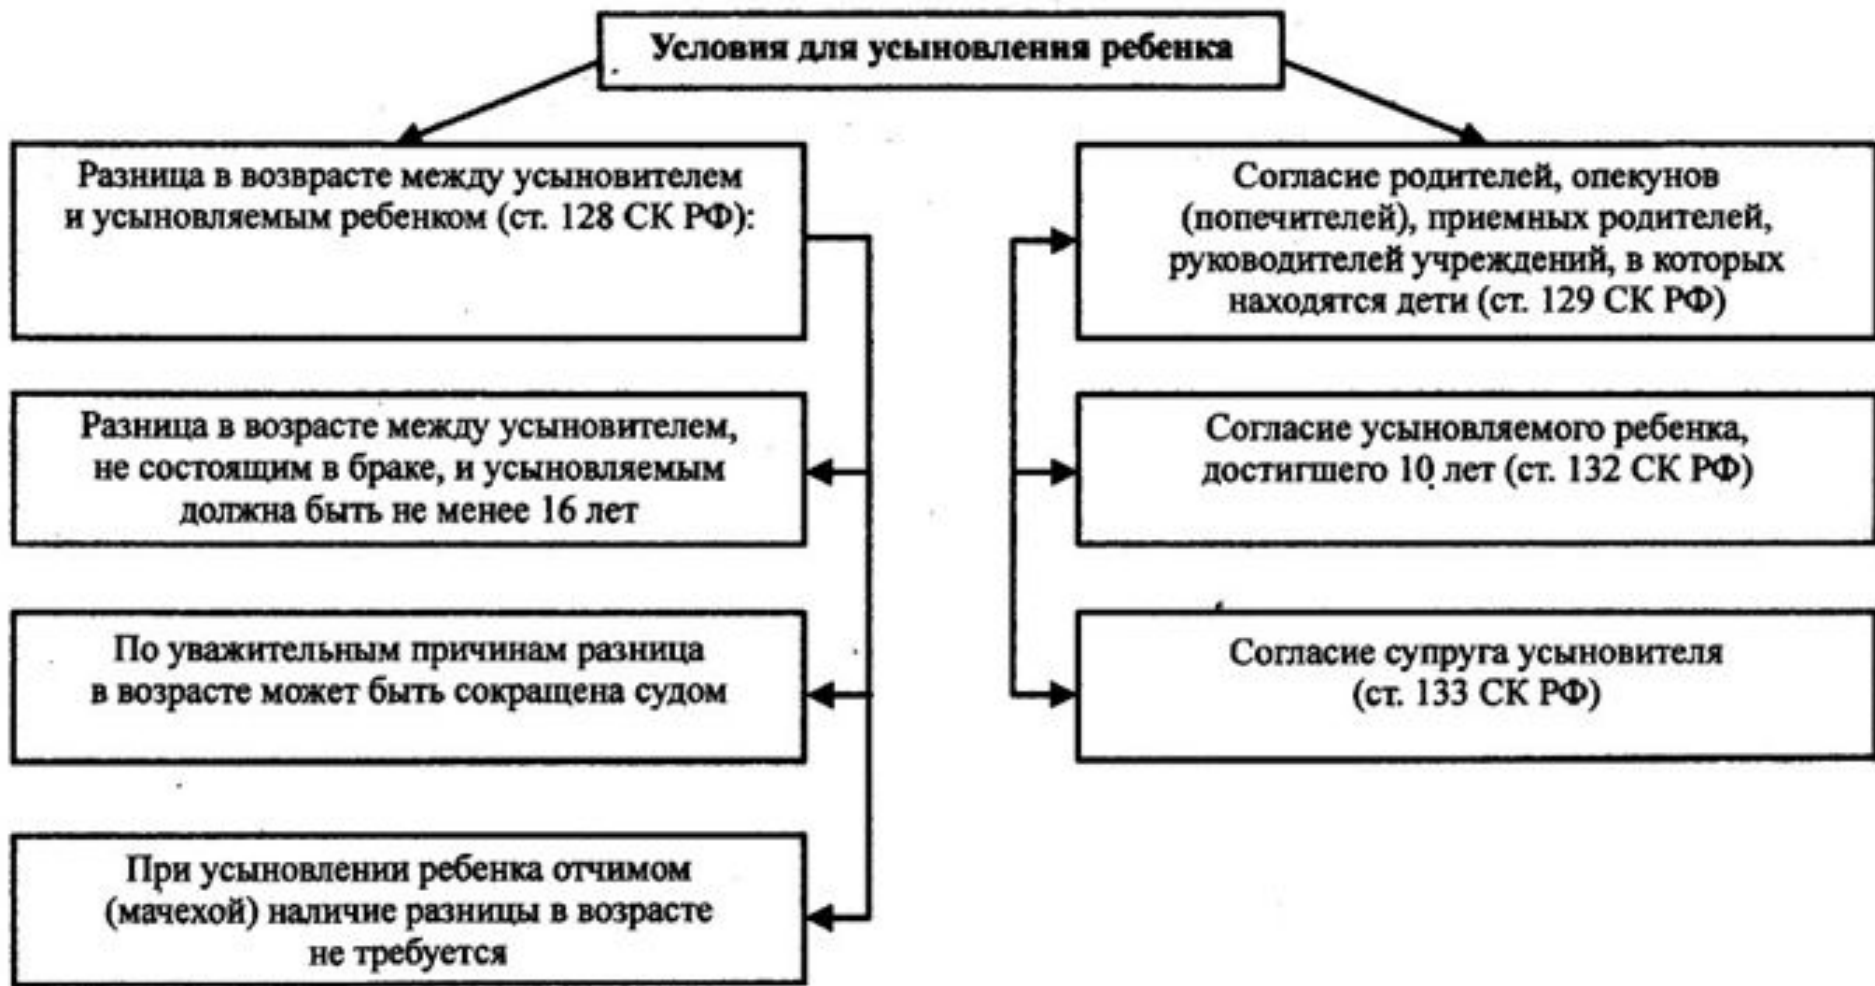 Условия для усыновления ребенка
Разница в возврасте между усыновителем
и усыновляемым ребенком (ст. 128 СК РФ):
Разница в возрасте между усыновителем,
не состоящим в браке, и усыновляемым
должна быть не менее 16 лет
По уважительным причинам разница
в возрасте может быть сокращена судом
При усыновлении ребенка отчимом
(мачехой) наличие разницы в возрасте
не требуется
Согласие родителей, опекунов
(попечителей), приемных родителей,
руководителей учреждений, в которых
находятся дети (ст. 129 СК РФ)
Согласие усыновляемого ребенка,
достигшего 10 лет (ст. 132 СК РФ)
Согласие супруга усыновителя
(ст. 133 СК РФ)